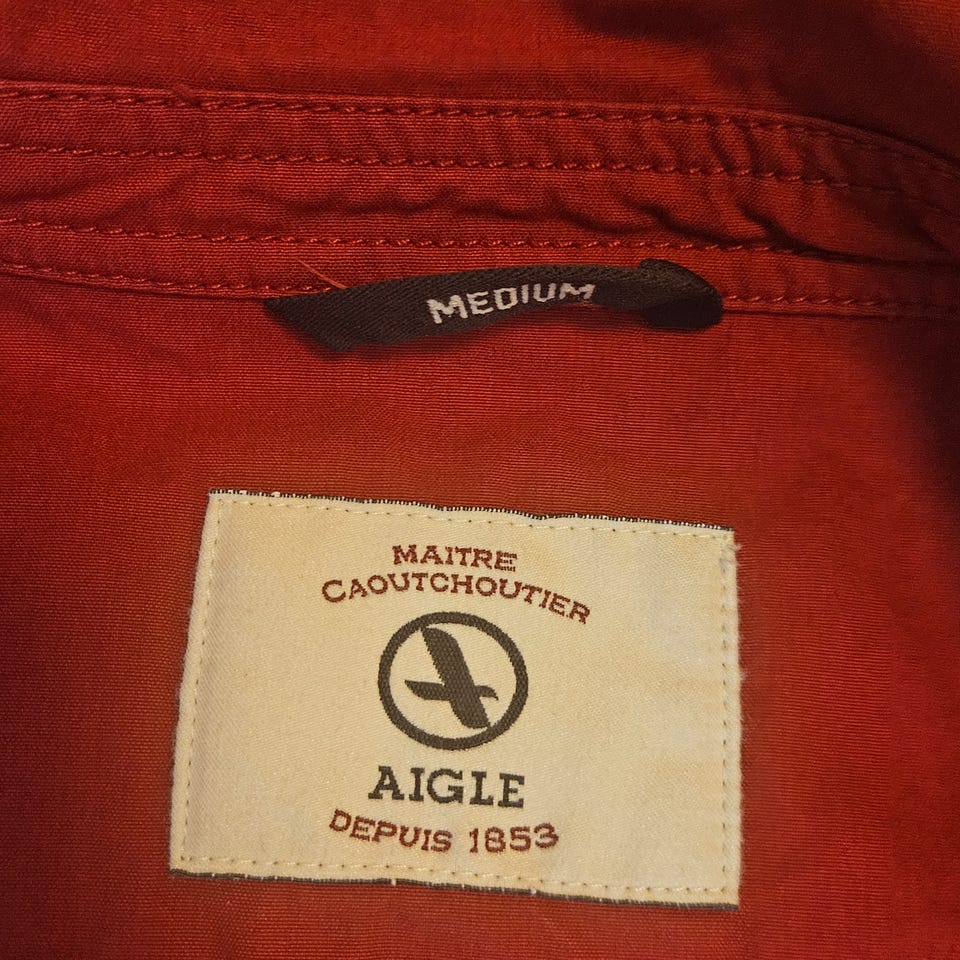 MEDIUM
MAITRE
CAOUTCHOUTIER
AIGLE
DEPUIS 1853